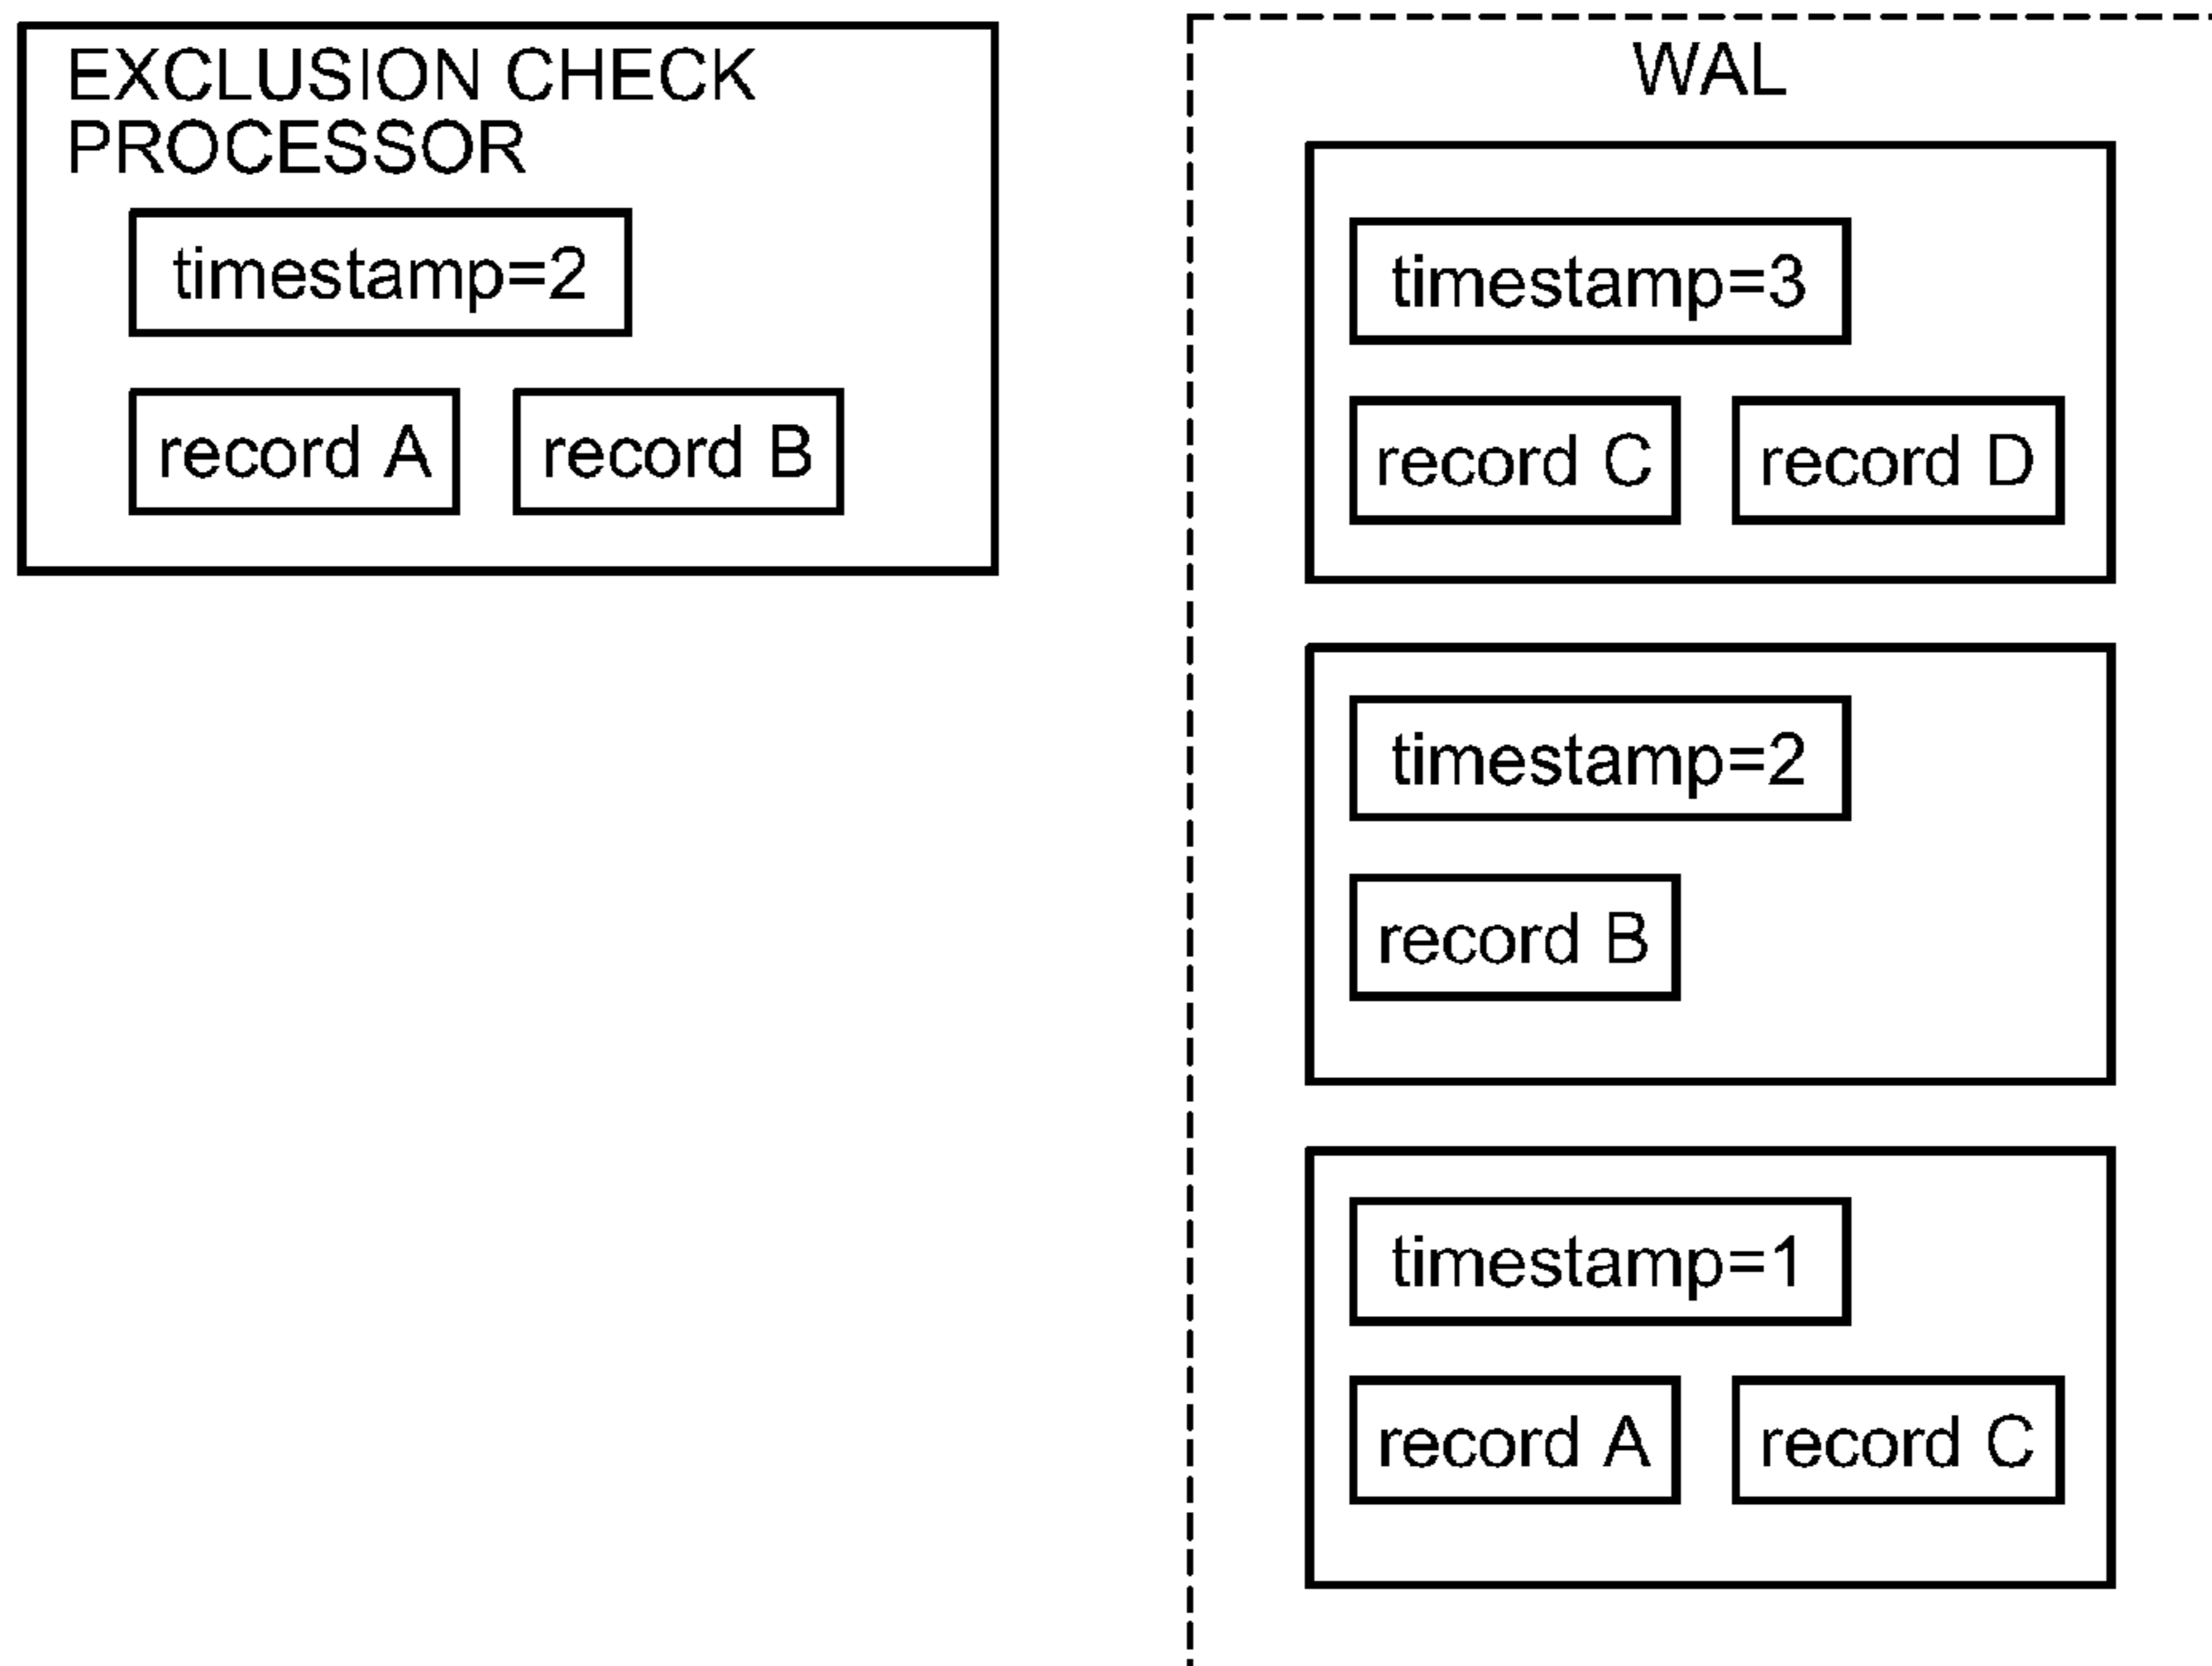 EXCLUSION CHECK
PROCESSOR
timestamp=2
record A
record B
WAL
timestamp=3
record C
record D
timestamp=2
record B
timestamp=1
record A
record C